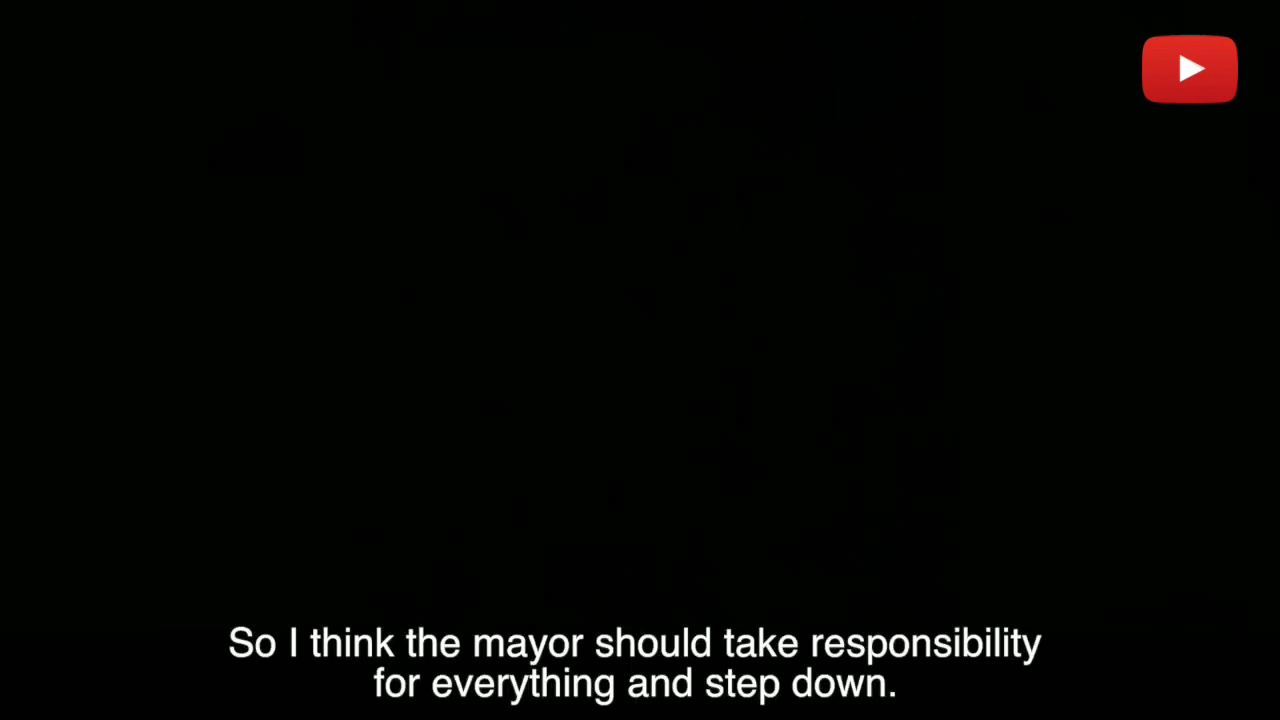 So I think the mayor should take responsibility
for everything and step down.